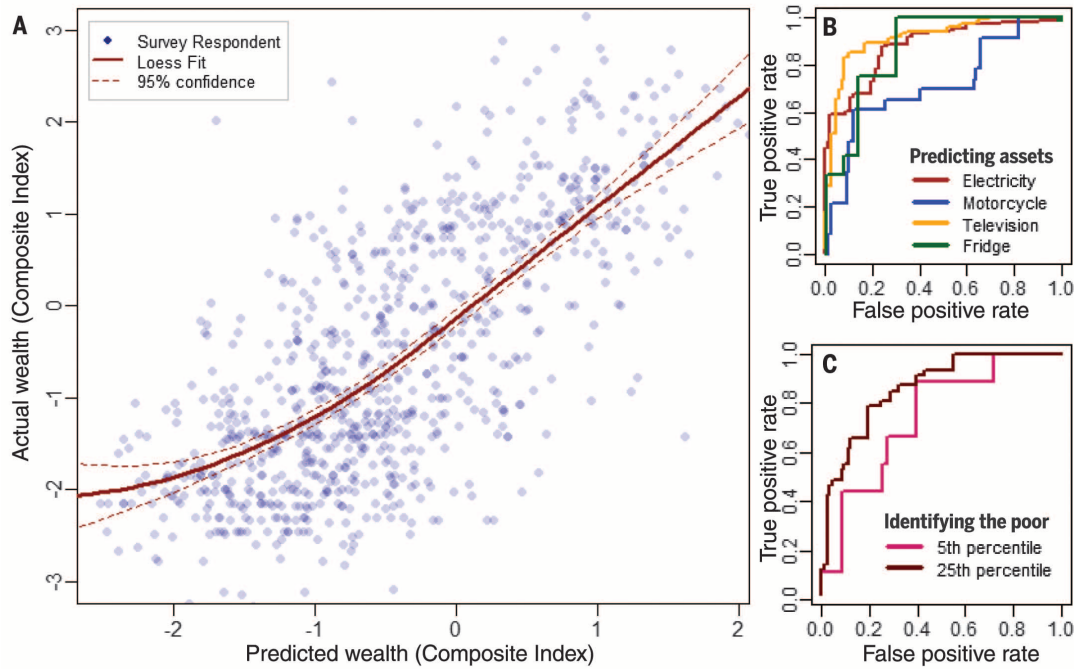 A
Survey Respondent
Loess Fit
95% confidence
Actual wealth (Composite Index)
3
2
1
0
-1
-2
-3
-2
-1
0
1
2
Predicted wealth (Composite Index)
B
True positive rate
1.0
0.8
0.6
0.4
0.2
0.0
Predicting assets
Electricity
Motorcycle
Television
Fridge
0.0
0.2
0.4
0.6
0.8
1.0
False positive rate
C
True positive rate
1.0
0.8
0.6
0.4
0.2
0.0
Identifying the poor
5th percentile
25th percentile
0.0
0.2
0.4
0.6
0.8
1.0
False positive rate